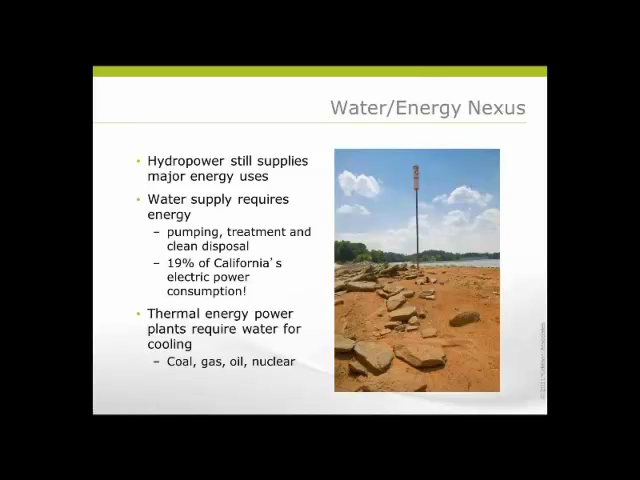 Water/Energy Nexus
• Hydropower still supplies
major energy uses
• Water supply requires
energy
– pumping, treatment and
clean disposal
– 19% of California's
electric power
consumption!
• Thermal energy power
plants require water for
cooling
– Coal, gas, oil, nuclear